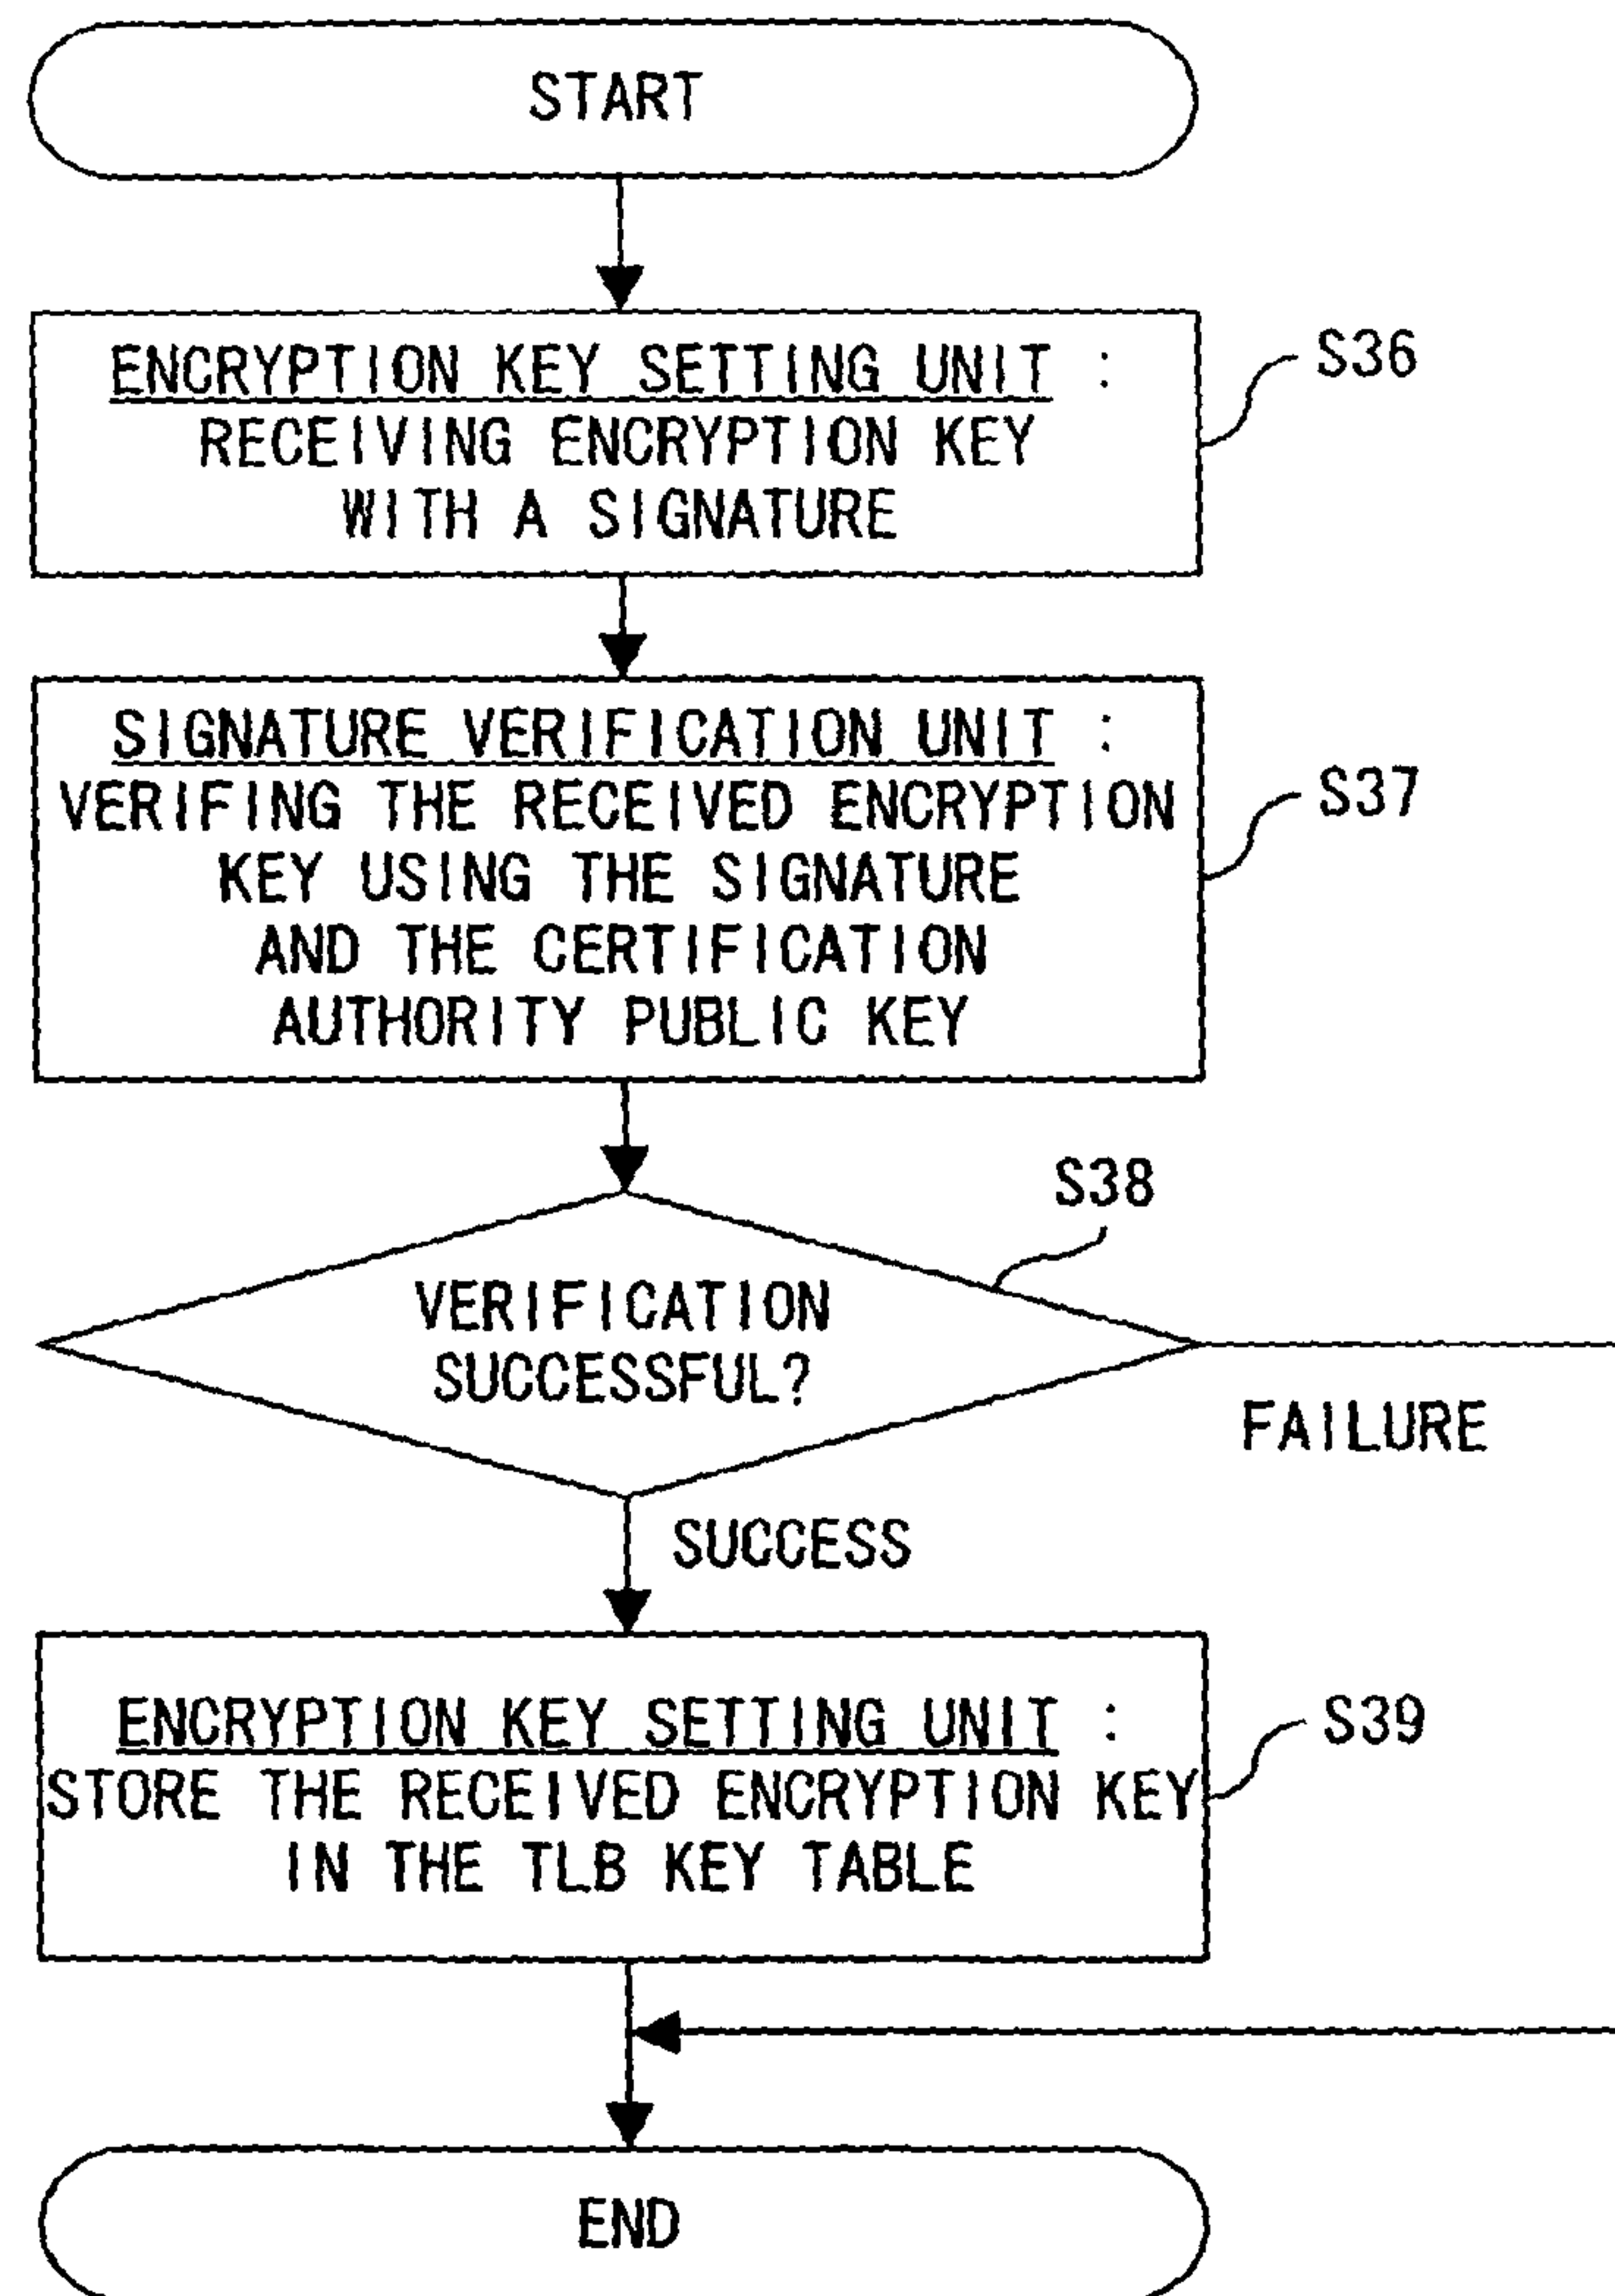 START
ENCRYPTION KEY SETTING UNIT :
RECEIVING ENCRYPTION KEY
WITH A SIGNATURE
S36
SIGNATURE VERIFICATION UNIT :
VERIFING THE RECEIVED ENCRYPTION
KEY USING THE SIGNATURE
AND THE CERTIFICATION
AUTHORITY PUBLIC KEY
S37
S38
VERIFICATION
SUCCESSFUL?
FAILURE
SUCCESS
ENCRYPTION KEY SETTING UNIT :
STORE THE RECEIVED ENCRYPTION KEY
IN THE TLB KEY TABLE
S39
END